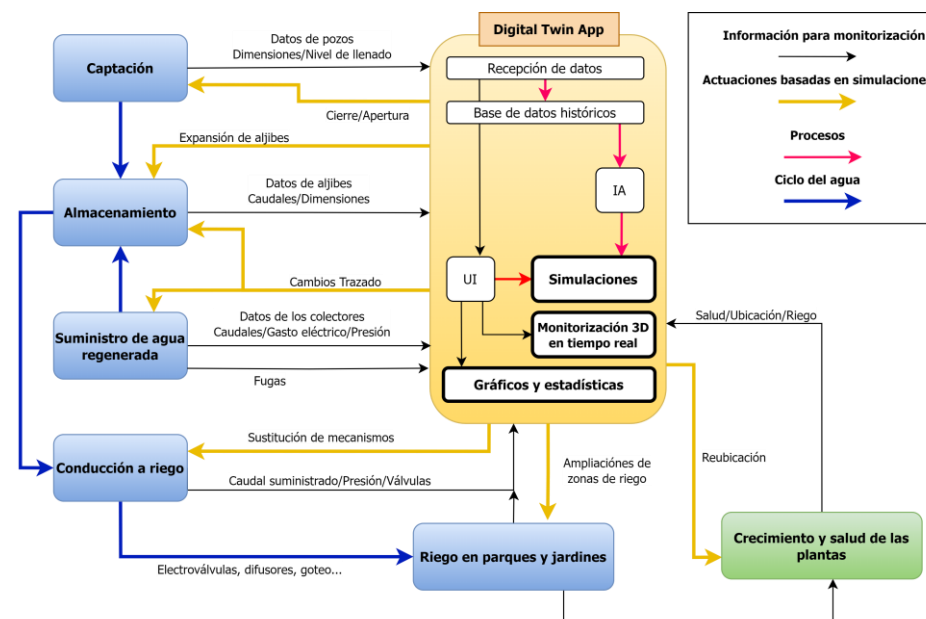 Digital Twin App
Información para monitorización
Datos de pozos
Dimensiones/Nivel de llenado
Captación
Recepción de datos
Actuaciones basadas en simulacione
Cierre/Apertura
Base de datos históricos
Expansión de aljibes
Procesos
Datos de aljibes
Caudales/Dimensiones
IA
Ciclo del agua
Almacenamiento
Cambios Trazado
UI
Simulaciones
Datos de los colectores
Caudales/Gasto eléctrico/Presión
Suministro de agua
regenerada
Monitorización 3D
en tiempo real
Salud/Ubicación/Riego
Fugas
Gráficos y estadísticas
Sustitución de mecanismos
Conducción a riego
Ampliaciónes de
zonas de riego
Reubicación
Caudal suministrado/Presión/Válvulas
Riego en parques y jardines
Crecimiento y salud de las
plantas
Electroválvulas, difusores, goteo...